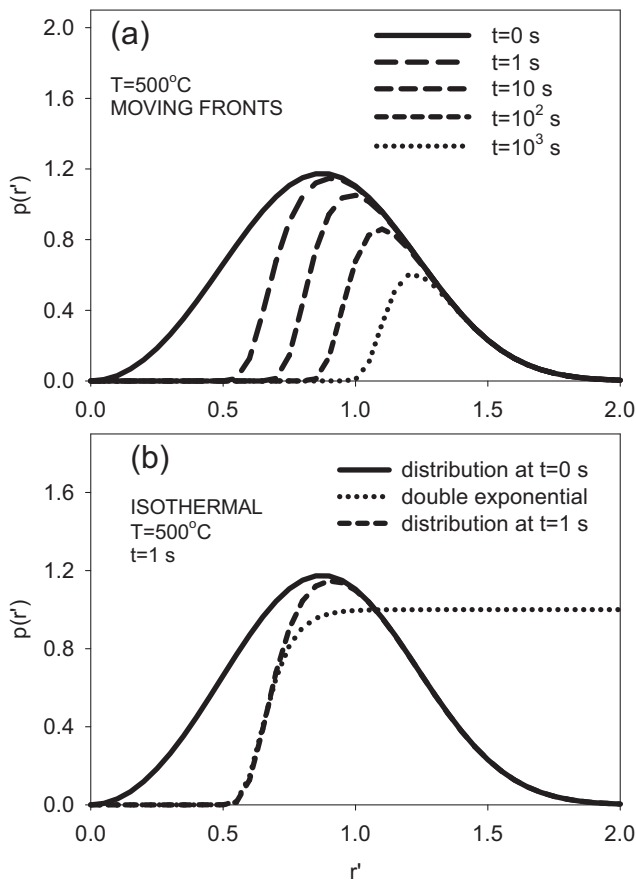 2.0
(a)
t=0 s
t=1 s
t=10 s
t=10² s
t=10³ s
1.6
T=500°C
MOVING FRONTS
1.2
p(r')
0.8
0.4
0.0
0.0 0.5 1.0 1.5 2.0
(b)
distribution at t=0 s
double exponential
distribution at t=1 s
1.6
ISOTHERMAL
T=500°C
t=1 s
1.2
p(r')
0.8
0.4
0.0
0.0 0.5 1.0 1.5 2.0
r'